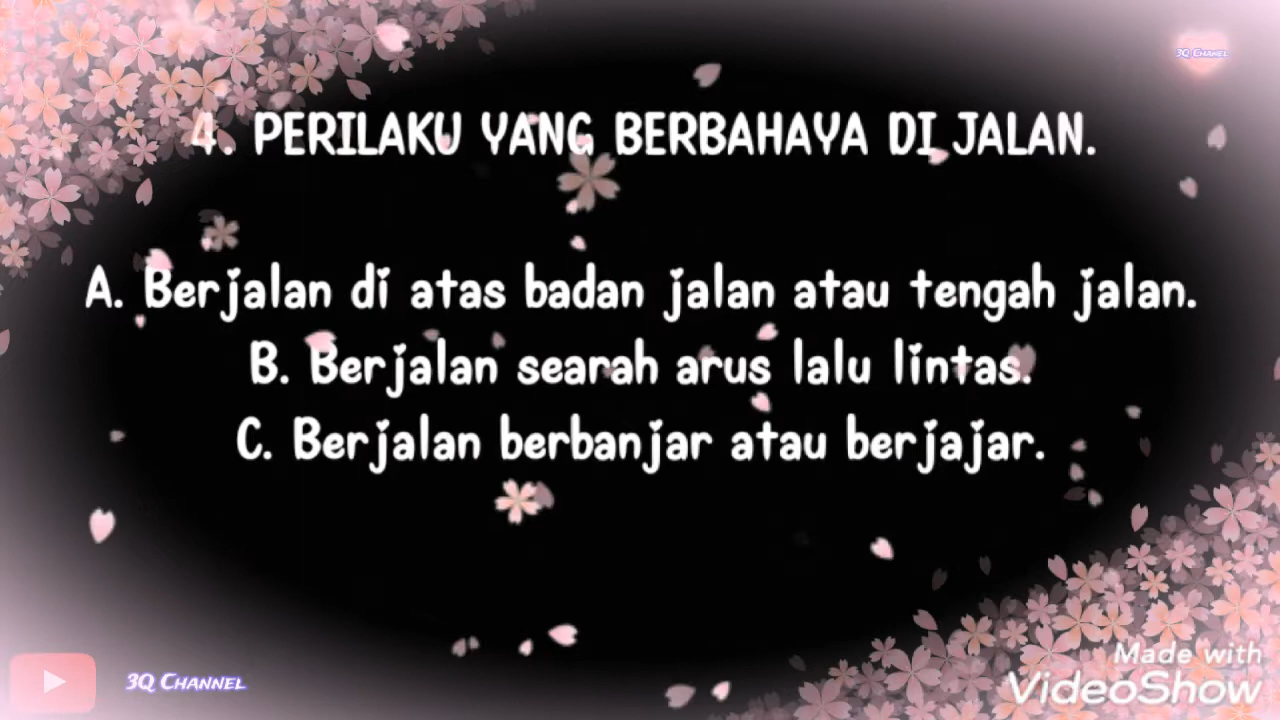 3Q Channel
4. PERILAKU YANG BERBAHAYA DI JALAN.
A. Berjalan di atas badan jalan atau tengah jalan.
B. Berjalan searah arus lalu lintas.
C. Berjalan berbanjar atau berjajar.
3Q Channel
Made with
VideoShow